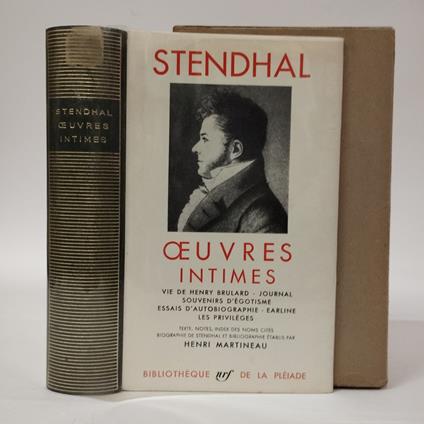 STENDHAL
ŒUVRES
INTIMES
STENDHAL
ŒUVRES
INTIMES
VIE DE HENRY BRULARD - JOURNAL
SOUVENIRS D'ÉGOTISME
ESSAIS D'AUTOBIOGRAPHIE - EARLINE
LES PRIVILÈGES
TEXTE, NOTES, INDEX DES NOMS CITÉS
BIOGRAPHIE DE STENDHAL ET BIBLIOGRAPHIE ÉTABLIS PAR
HENRI MARTINEAU
BIBLIOTHÈQUE nrf DE LA PLÉIADE